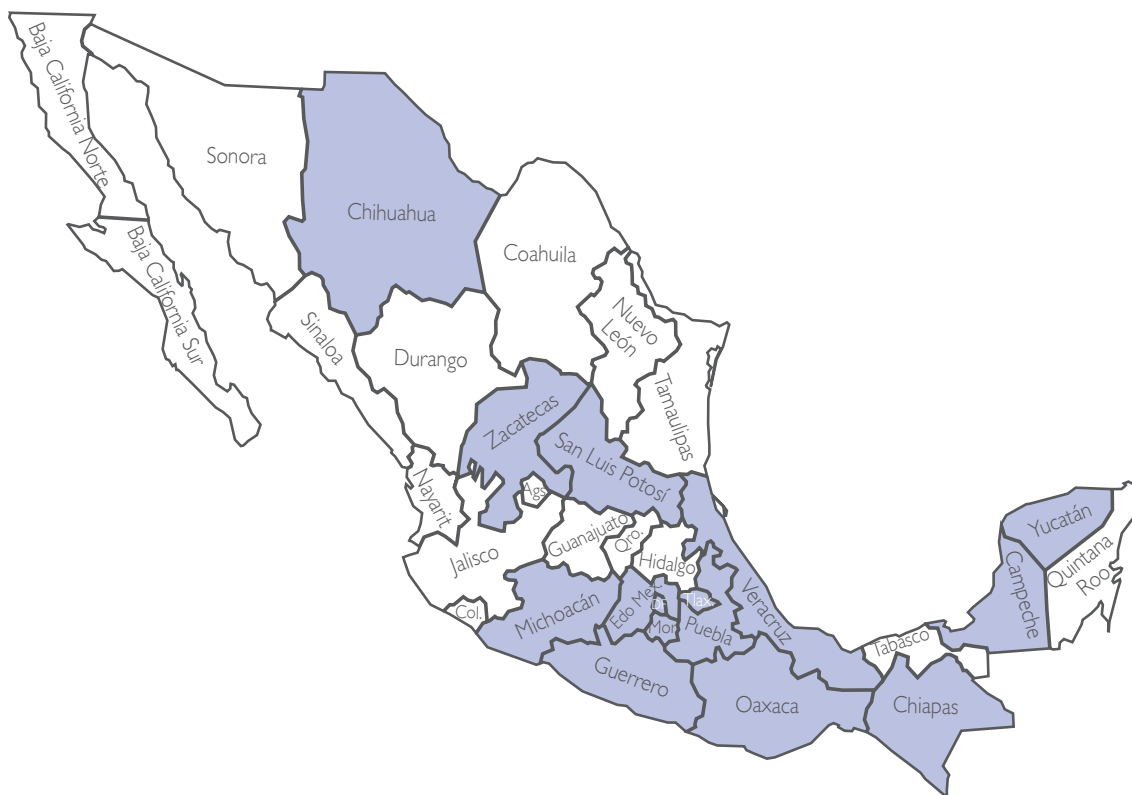 Baja California Norte
Sonora
Chihuahua
Baja California Sur
Coahuila
Sinaloa
Nuevo
León
Durango
Tamaulipas
Zacatecas
San Luis Potosí
Nayarit
Ags.
Guanajuato
Qro.
Hidalgo
Jalisco
Yucatán
Quintana
Roo
Campeche
Veracruz
Col.
Michoacán
Edo Mex.
DF
Tlax.
Mor.
Puebla
Tabasco
Guerrero
Oaxaca
Chiapas